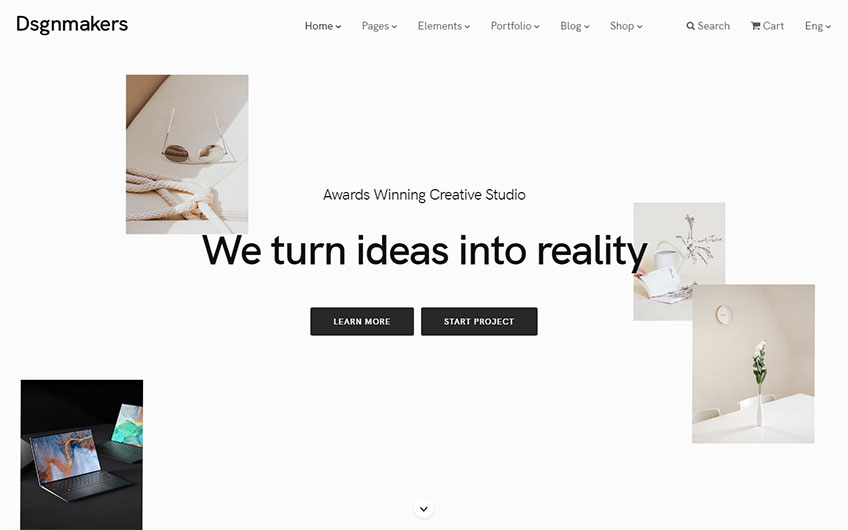 Dsgnmakers
Home Pages Elements Portfolio Blog Shop Search Cart Eng
Awards Winning Creative Studio
We turn ideas into reality
LEARN MORE START PROJECT